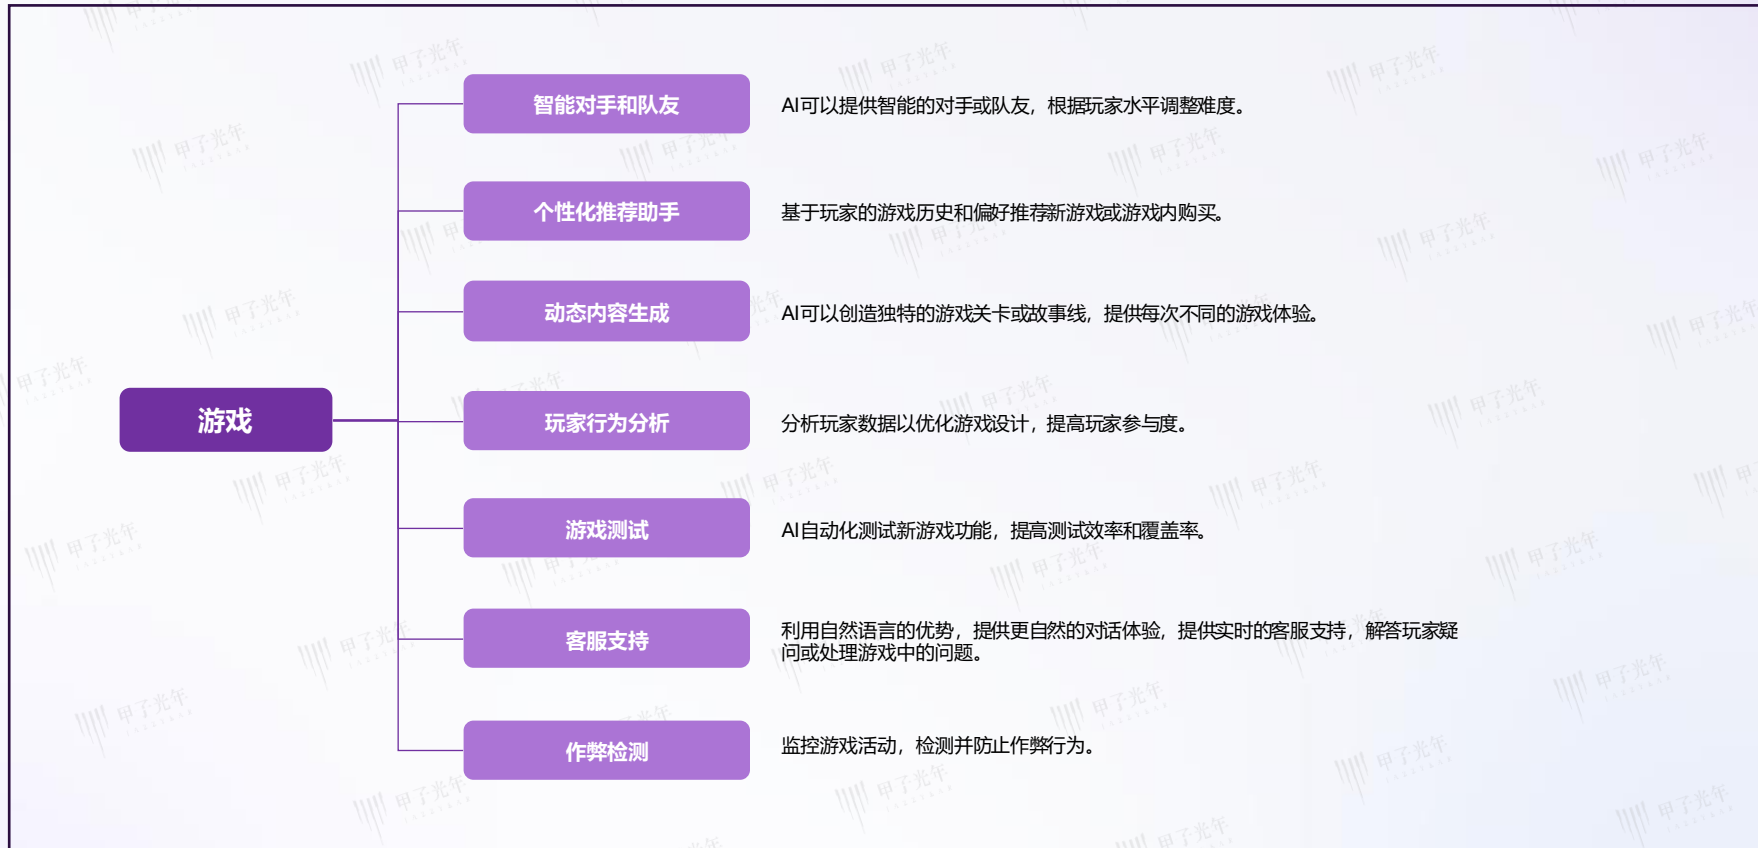 智能对手和队友
AI可以提供智能的对手或队友，根据玩家水平调整难度。
个性化推荐助手
基于玩家的游戏历史和偏好推荐新游戏或游戏内购买。
动态内容生成
AI可以创造独特的游戏关卡或故事线，提供每次不同的游戏体验。
游戏
玩家行为分析
分析玩家数据以优化游戏设计，提高玩家参与度。
游戏测试
AI自动化测试新游戏功能，提高测试效率和覆盖率。
客服支持
利用自然语言的优势，提供更自然的对话体验，提供实时的客服支持，解答玩家疑
问或处理游戏中的问题。
作弊检测
监控游戏活动，检测并防止作弊行为。
甲子光年